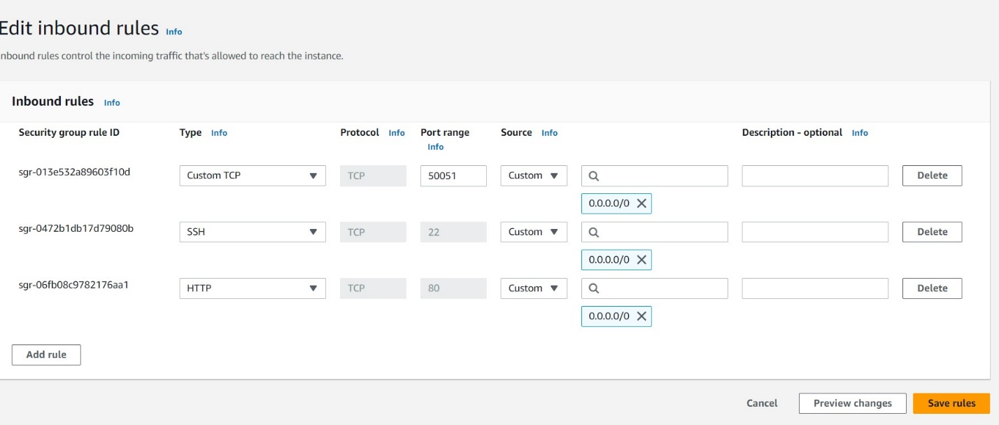 Edit inbound rules Info
nbound rules control the incoming traffic that's allowed to reach the instance.
Inbound rules Info
Security group rule ID Type Info Protocol Info Port range Info Source Info Description - optional Info
sgr-013e532a89603f10d Custom TCP TCP 50051 Custom Delete
0.0.0.0/0
sgr-0472b1db17d79080b SSH TCP 22 Custom Delete
0.0.0.0/0
sgr-06fb08c9782176aa1 HTTP TCP 80 Custom Delete
0.0.0.0/0
Add rule
Cancel Preview changes Save rules